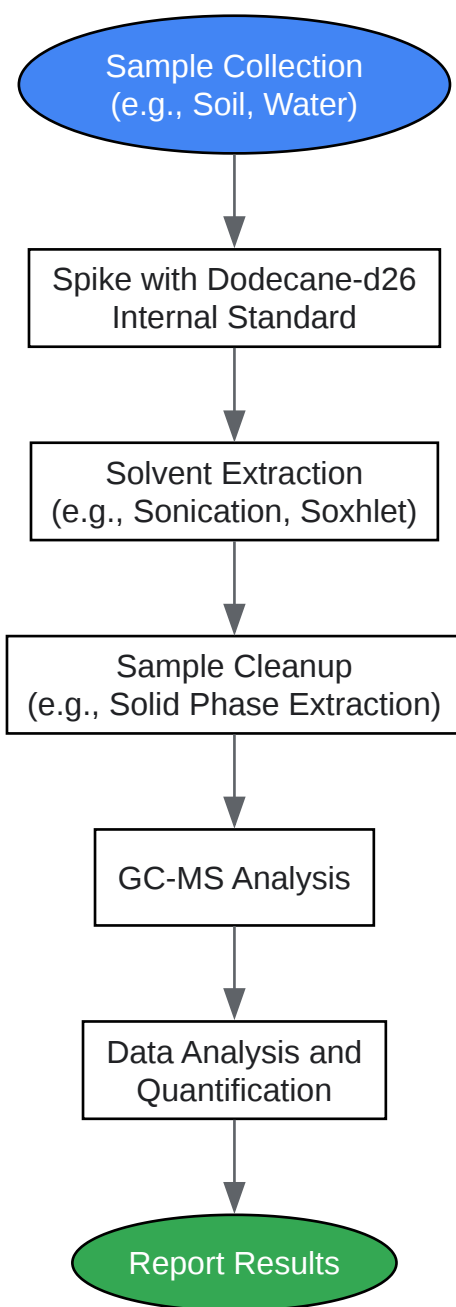 Sample Collection
(e.g., Soil, Water)
Spike with Dodecane-d26
Internal Standard
Solvent Extraction
(e.g., Sonication, Soxhlet)
Sample Cleanup
(e.g., Solid Phase Extraction)
GC-MS Analysis
Data Analysis and
Quantification
Report Results